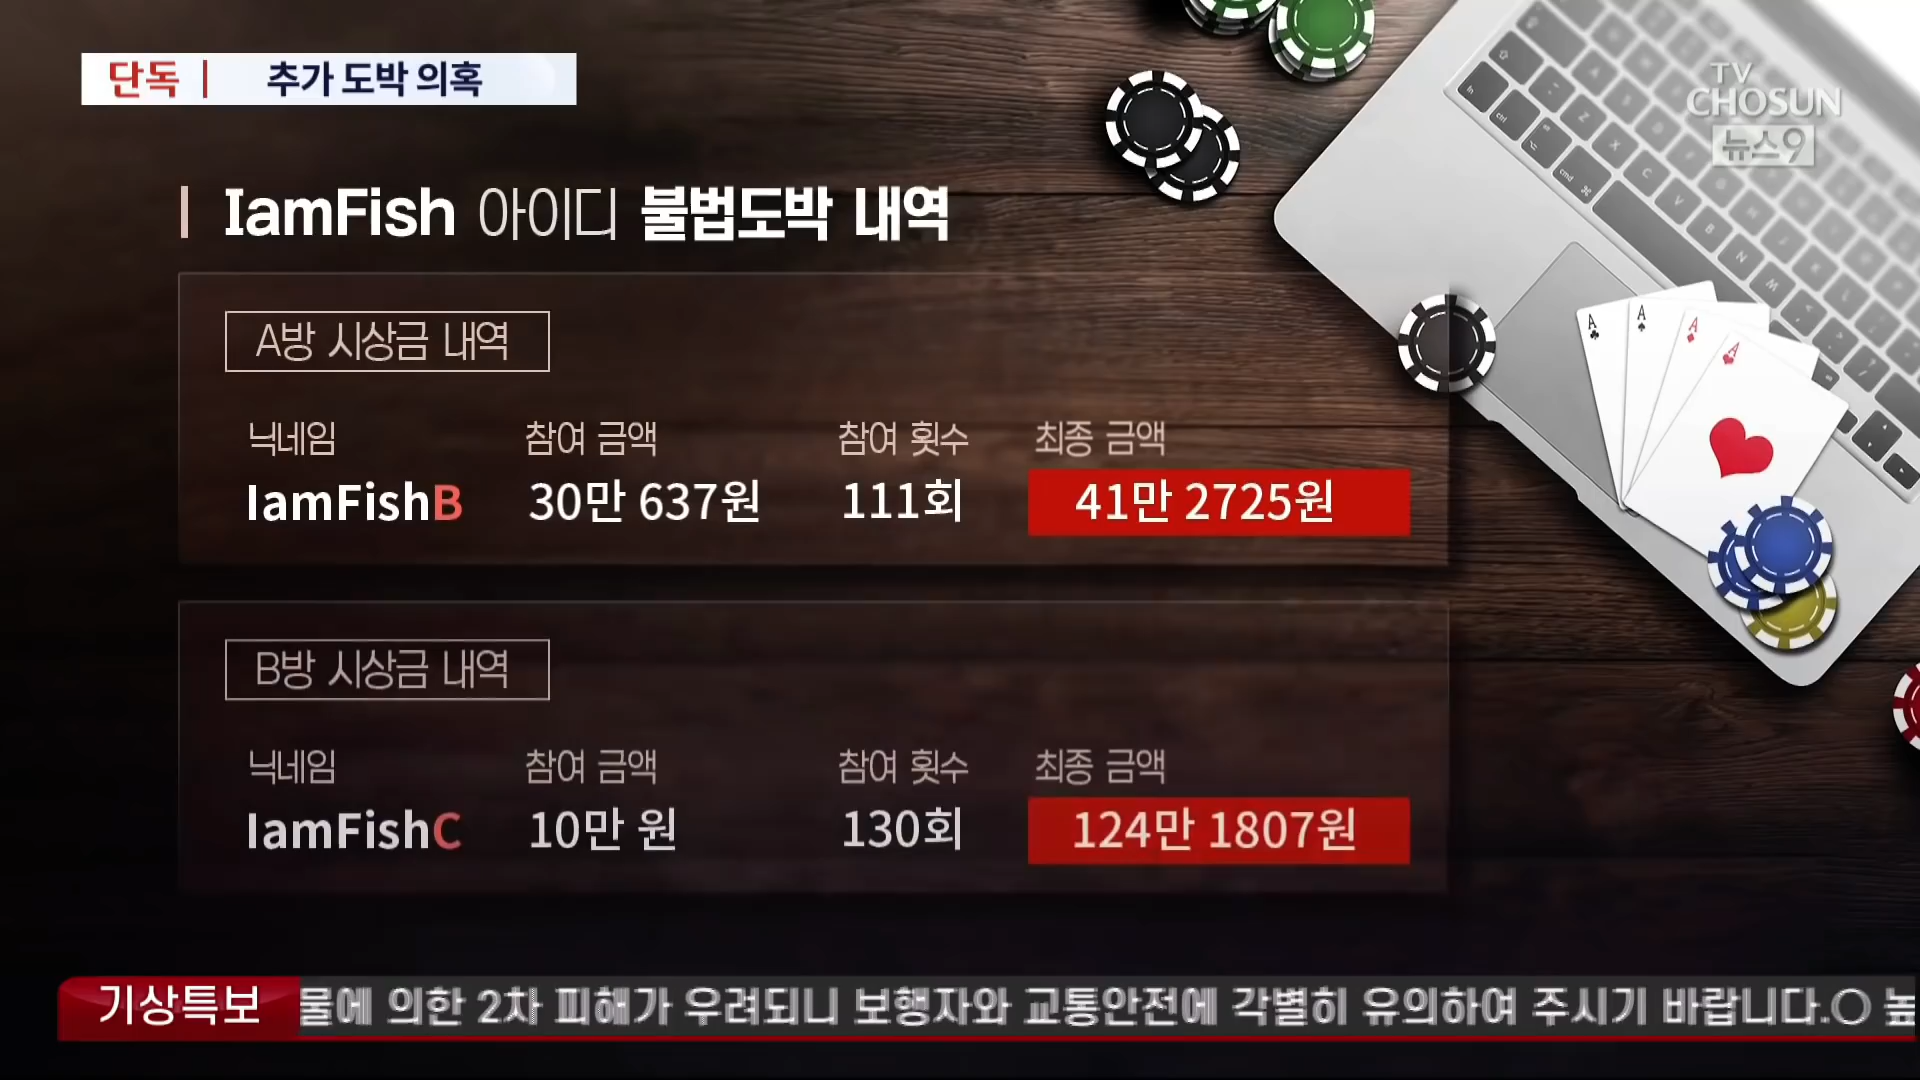 단독 | 추가 도박 의혹
TV
CHOSUN
뉴스9
IamFish 아이디 불법도박 내역
A방 시상금 내역
닉네임 참여 금액 참여 횟수 최종 금액
IamFishB 30만 637원 111회 41만 2725원
B방 시상금 내역
닉네임 참여 금액 참여 횟수 최종 금액
IamFishC 10만 원 130회 124만 1807원
기상특보 물에 의한 2차 피해가 우려되니 보행자와 교통안전에 각별히 유의하여 주시기 바랍니다.○ 높